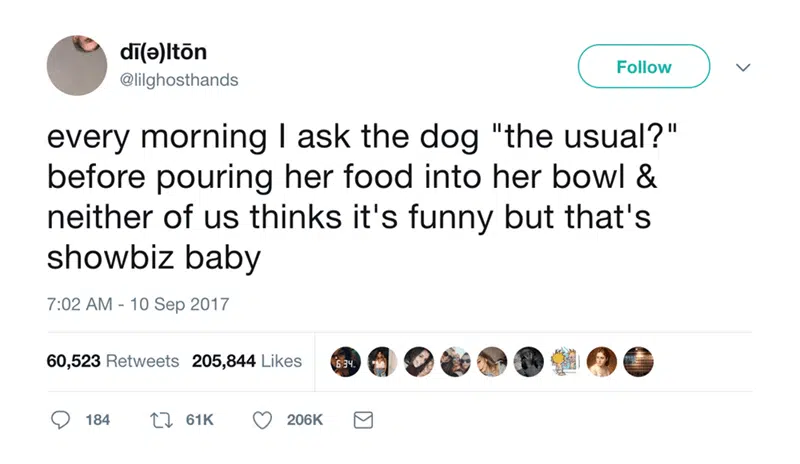 dī(ə)ltōn
@lilghosthands
Follow
every morning I ask the dog "the usual?"
before pouring her food into her bowl &
neither of us thinks it's funny but that's
showbiz baby
7:02 AM - 10 Sep 2017
60,523 Retweets 205,844 Likes
6:34
184 61K 206K